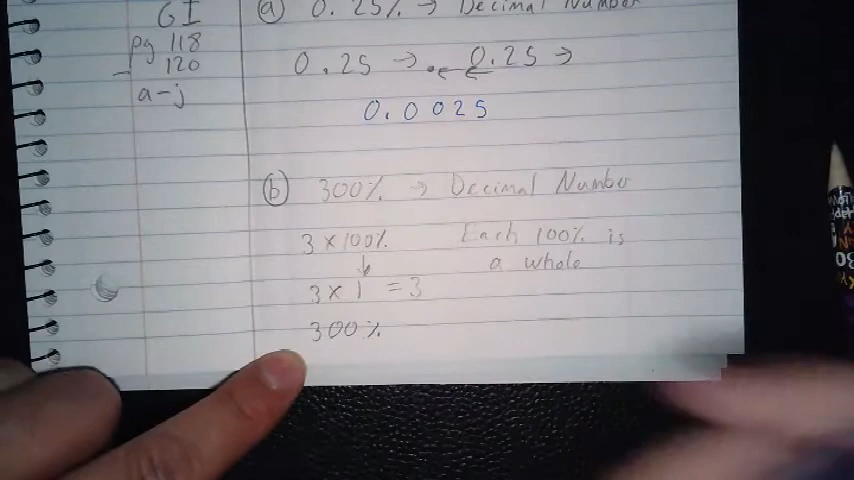 GI
pg 118
- 120
a-j
(a) 0.25% → Decimal Number
0.25 → . 0.25 →
0.0025
(b) 300% → Decimal Number
3 × 100% Each 100% is
↓ a whole
3 × 1 = 3
300%